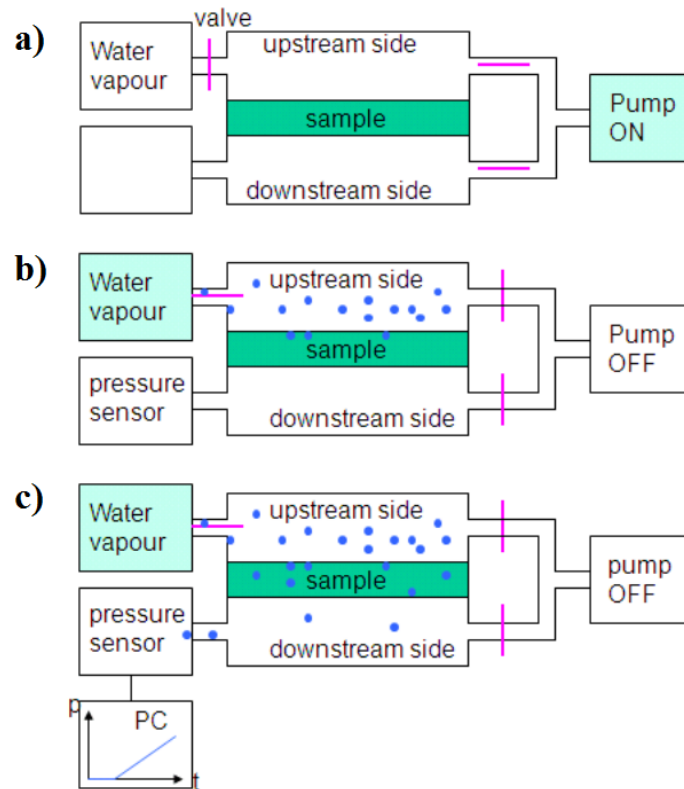 a)
valve
Water
vapour
upstream side
sample
downstream side
Pump
ON
b)
Water
vapour
upstream side
sample
pressure
sensor
downstream side
Pump
OFF
c)
Water
vapour
upstream side
sample
pressure
sensor
downstream side
pump
OFF
p
PC
t